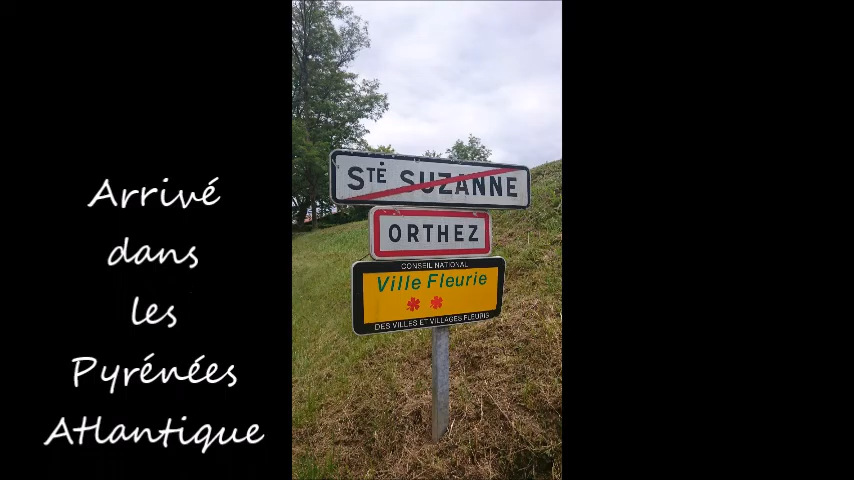 Arrivé
dans
les
Pyrénées
Atlantique
STE SUZANNE
ORTHEZ
CONSEIL NATIONAL
Ville Fleurie
DES VILLES ET VILLAGES FLEURIS